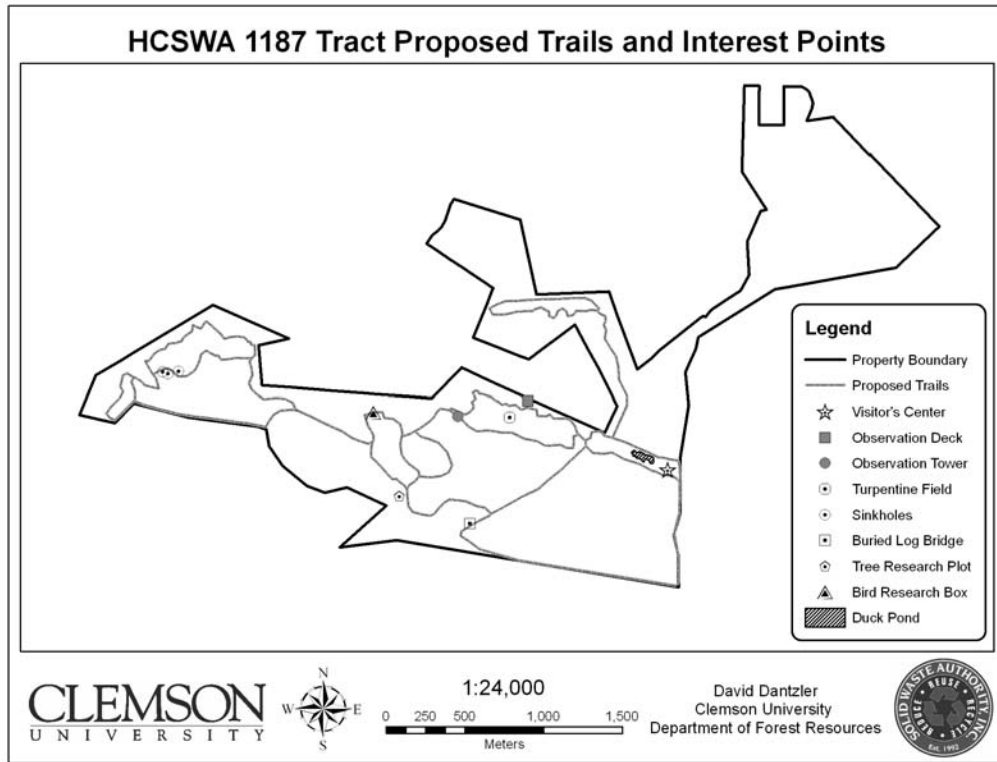 HCSWA 1187 Tract Proposed Trails and Interest Points
Legend
Property Boundary
Proposed Trails
Visitor's Center
Observation Deck
Observation Tower
Turpentine Field
Sinkholes
Buried Log Bridge
Tree Research Plot
Bird Research Box
Duck Pond
CLEMSON
UNIVERSITY
N
W
E
S
1:24,000
0 250 500 1,000 1,500
Meters
David Dantzler
Clemson University
Department of Forest Resources
SOLID WASTE AUTHORITY, INC.
REDUCE REUSE RECYCLE
Est. 1992